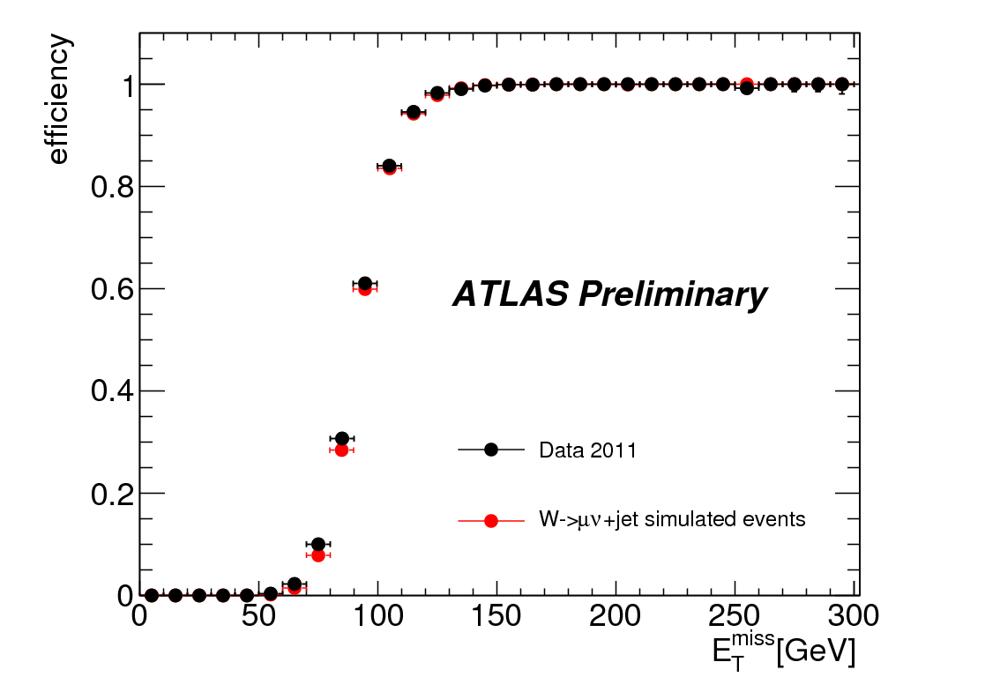 efficiency
1
0.8
0.6
0.4
0.2
0
ATLAS Preliminary
Data 2011
W->μν+jet simulated events
0 50 100 150 200 250 300
E_T^miss[GeV]